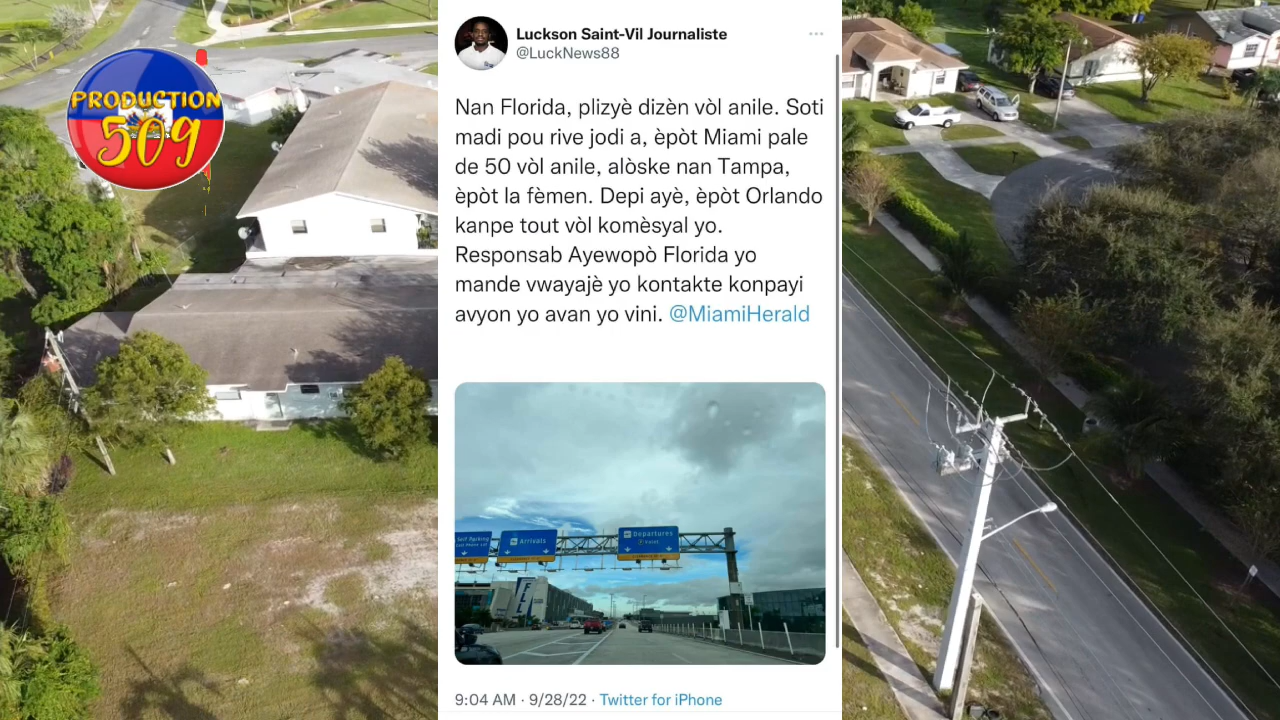 PRODUCTION
509
Luckson Saint-Vil Journaliste
@LuckNews88
Nan Florida, plizyè dizèn vòl anile. Soti
madi pou rive jodi a, èpòt Miami pale
de 50 vòl anile, alòske nan Tampa,
èpòt la fèmen. Depi ayè, èpòt Orlando
kanpe tout vòl komèsyal yo.
Responsab Ayewopò Florida yo
mande vwayajè yo kontakte konpayi
avyon yo avan yo vini. @MiamiHerald
Arrivals
Departures
FLL
9:04 AM · 9/28/22 · Twitter for iPhone